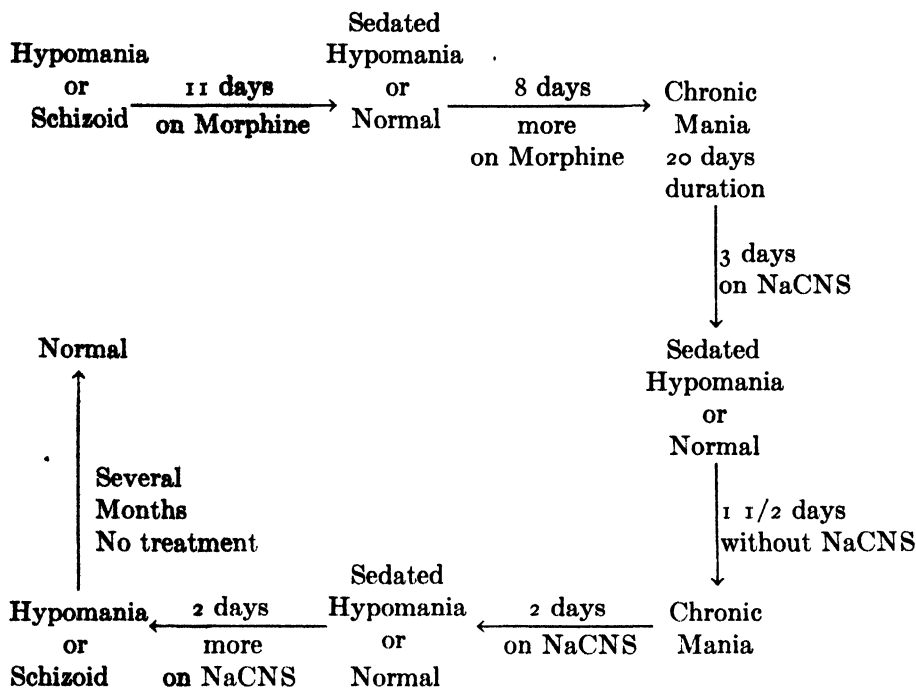 Hypomania
or
Schizoid
11 days
on Morphine
Sedated
Hypomania
or
Normal
8 days
more
on Morphine
Chronic
Mania
20 days
duration
3 days
on NaCNS
Sedated
Hypomania
or
Normal
1 1/2 days
without NaCNS
Chronic
Mania
2 days
on NaCNS
Sedated
Hypomania
or
Normal
2 days
more
on NaCNS
Hypomania
or
Schizoid
Several
Months
No treatment
Normal